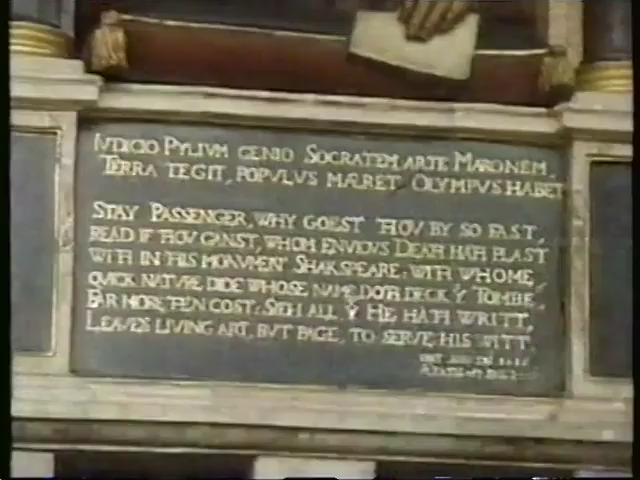 IVDICIO PYLIVM GENIO SOCRATEM ARTE MARONEM,
TERRA TEGIT, POPVLVS MÆRET OLYMPVS HABET
STAY PASSENGER, WHY GOEST THOV BY SO FAST,
READ IF THOV CANST, WHOM ENVIOVS DEATH HATH PLAST
WITH IN THIS MONVMENT SHAKSPEARE: WITH WHOME,
QVICK NATVRE DIDE WHOSE NAME, DOTH DECK Y TOMBE,
FAR MORE, THEN COST: SIEH ALL, Y HE HATH WRITT,
LEAVES LIVING ART, BVT PAGE, TO SERVE HIS WITT.